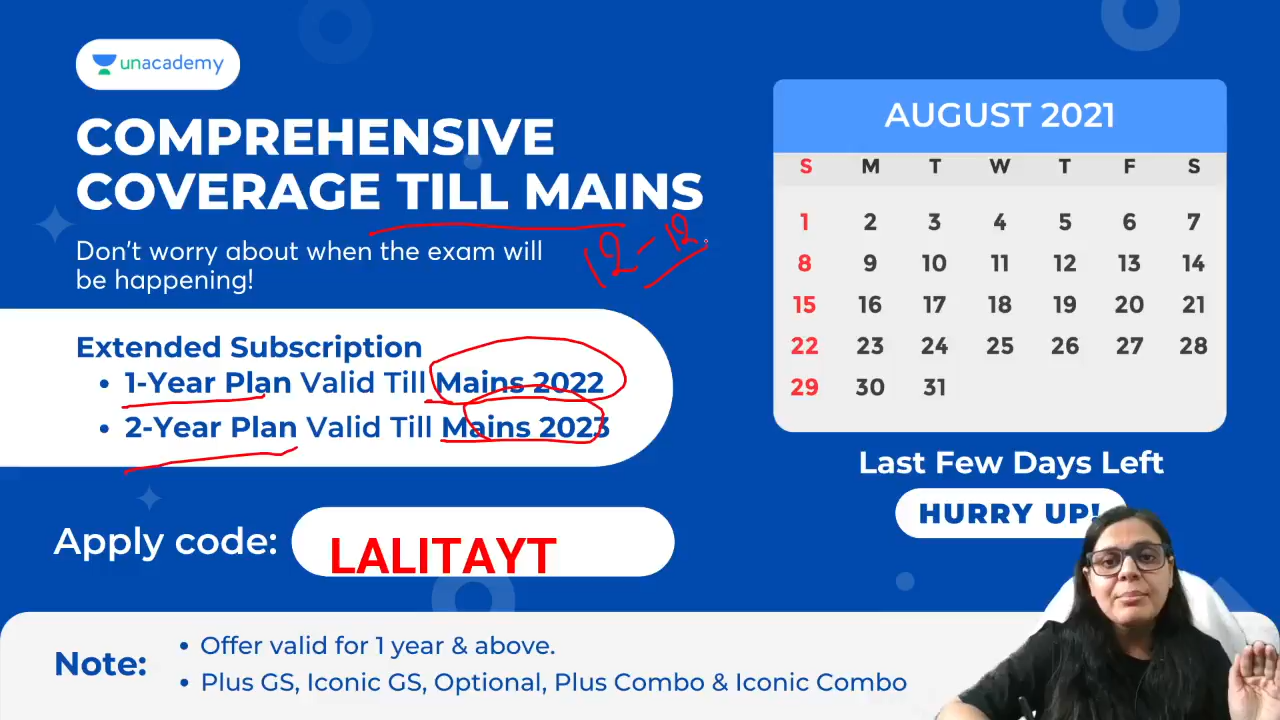 unacademy
COMPREHENSIVE
COVERAGE TILL MAINS
12-12
Don't worry about when the exam will
be happening!
Extended Subscription
• 1-Year Plan Valid Till Mains 2022
• 2-Year Plan Valid Till Mains 2023
Apply code: LALITAYT
AUGUST 2021
S M T W T F S
1 2 3 4 5 6 7
8 9 10 11 12 13 14
15 16 17 18 19 20 21
22 23 24 25 26 27 28
29 30 31
Last Few Days Left
HURRY UP!
Note:
• Offer valid for 1 year & above.
• Plus GS, Iconic GS, Optional, Plus Combo & Iconic Combo